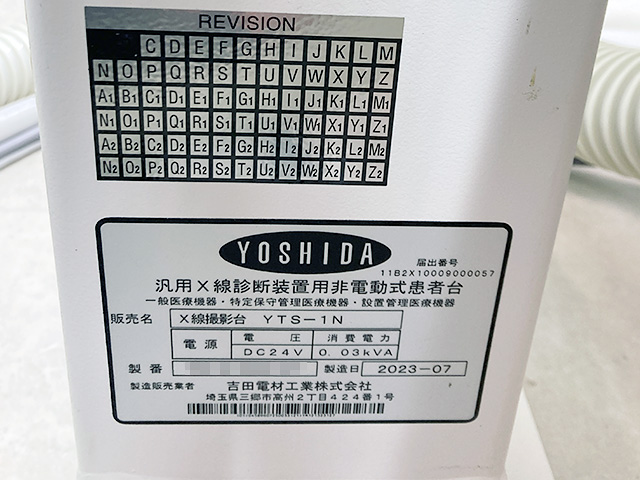 REVISION
C D E F G H I J K L M
N O P Q R S T U V W X Y Z
A1 B1 C1 D1 E1 F1 G1 H1 I1 J1 K1 L1 M1
N1 O1 P1 Q1 R1 S1 T1 U1 V1 W1 X1 Y1 Z1
A2 B2 C2 D2 E2 F2 G2 H2 I2 J2 K2 L2 M2
N2 O2 P2 Q2 R2 S2 T2 U2 V2 W2 X2 Y2 Z2
YOSHIDA
届出番号
11B2X10009000057
汎用X線診断装置用非電動式患者台
一般医療機器・特定保守管理医療機器・設置管理医療機器
販売名 X線撮影台 YTS-1N
電源 電圧 消費電力
DC24V 0.03kVA
製番 製造日 2023-07
製造販売業者 吉田電材工業株式会社
埼玉県三郷市高州2丁目424番1号